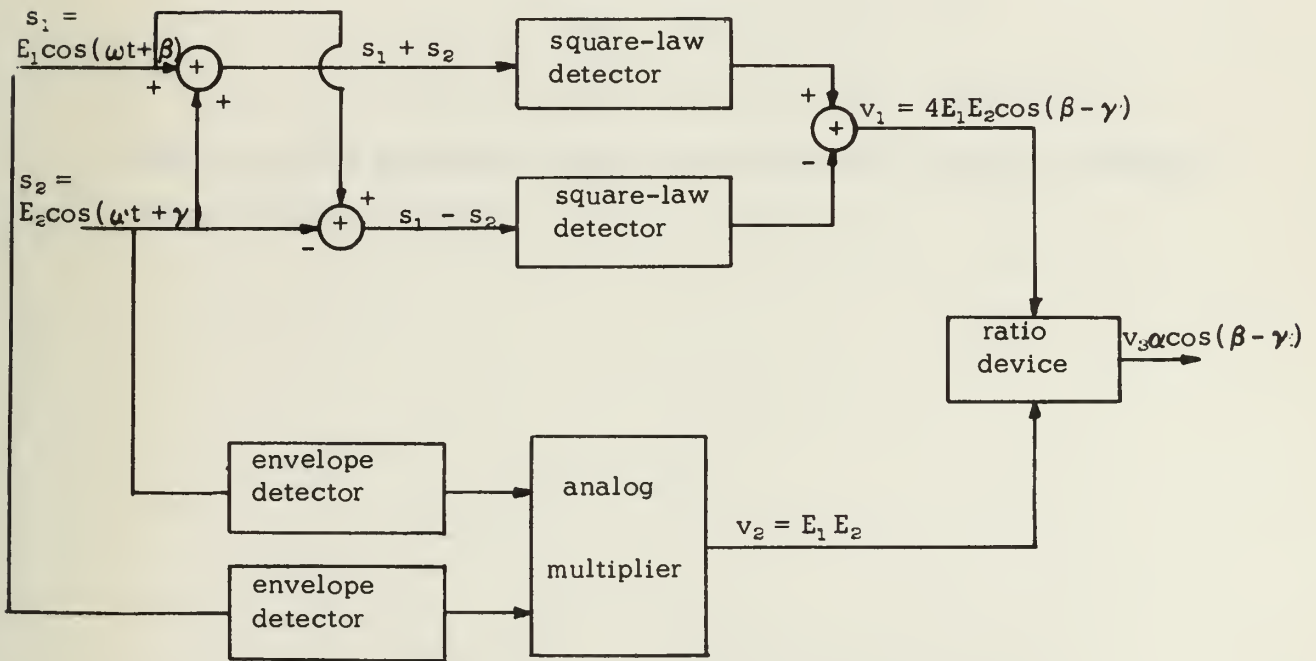 s₁ =
E₁cos(ωt+β)
+
+
+
s₁ + s₂
square-law
detector
+
+
-
v₁ = 4E₁E₂cos(β-γ)
s₂ =
E₂cos(ωt + γ)
-
+
+
s₁ - s₂
square-law
detector
ratio
device
v₃αcos(β-γ)
envelope
detector
analog
multiplier
v₂ = E₁ E₂
envelope
detector